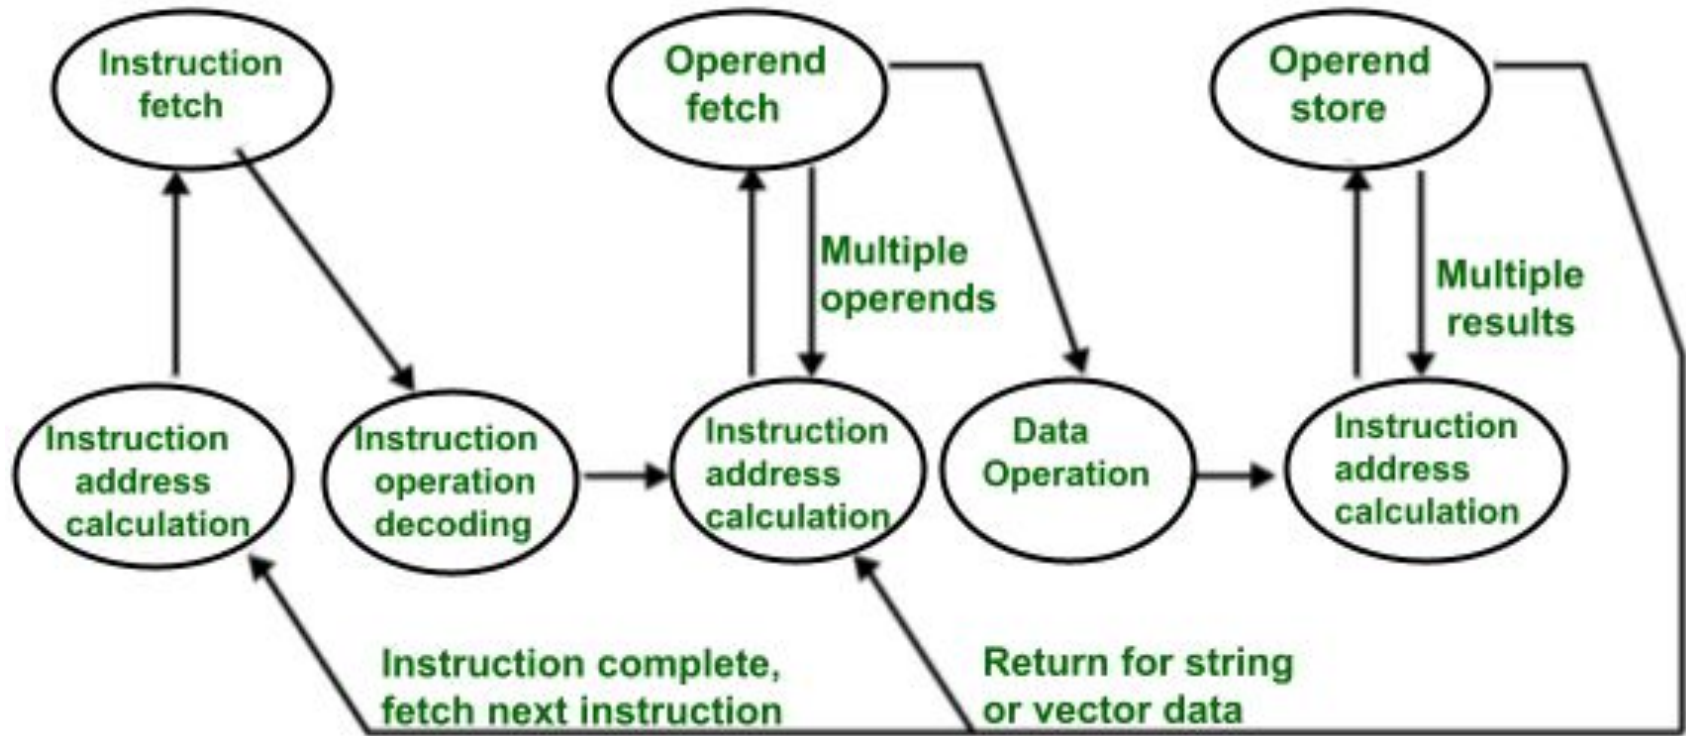 Instruction
fetch
Operend
fetch
Operend
store
Multiple
operends
Multiple
results
Instruction
address
calculation
Instruction
operation
decoding
Instruction
address
calculation
Data
Operation
Instruction
address
calculation
Instruction complete,
fetch next instruction
Return for string
or vector data